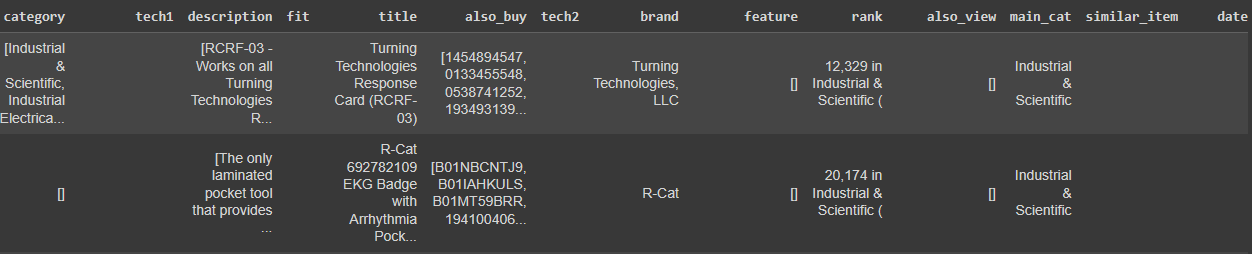 category tech1 description fit title also_buy tech2 brand feature rank also_view main_cat similar_item date
[Industrial
&
Scientific,
Industrial
Electrica...
[RCRF-03 -
Works on all
Turning
Technologies
R...
Turning
Technologies
Response
Card (RCRF-
03)
[1454894547,
0133455548,
0538741252,
193493139...
Turning
Technologies,
LLC
[]
12,329 in
Industrial &
Scientific (
[]
Industrial
&
Scientific
[]
[The only
laminated
pocket tool
that provides
...
R-Cat
692782109
EKG Badge
with
Arrhythmia
Pock...
[B01NBCNTJ9,
B01IAHKULS,
B01MT59BRR,
194100406...
R-Cat
[]
20,174 in
Industrial &
Scientific (
[]
Industrial
&
Scientific